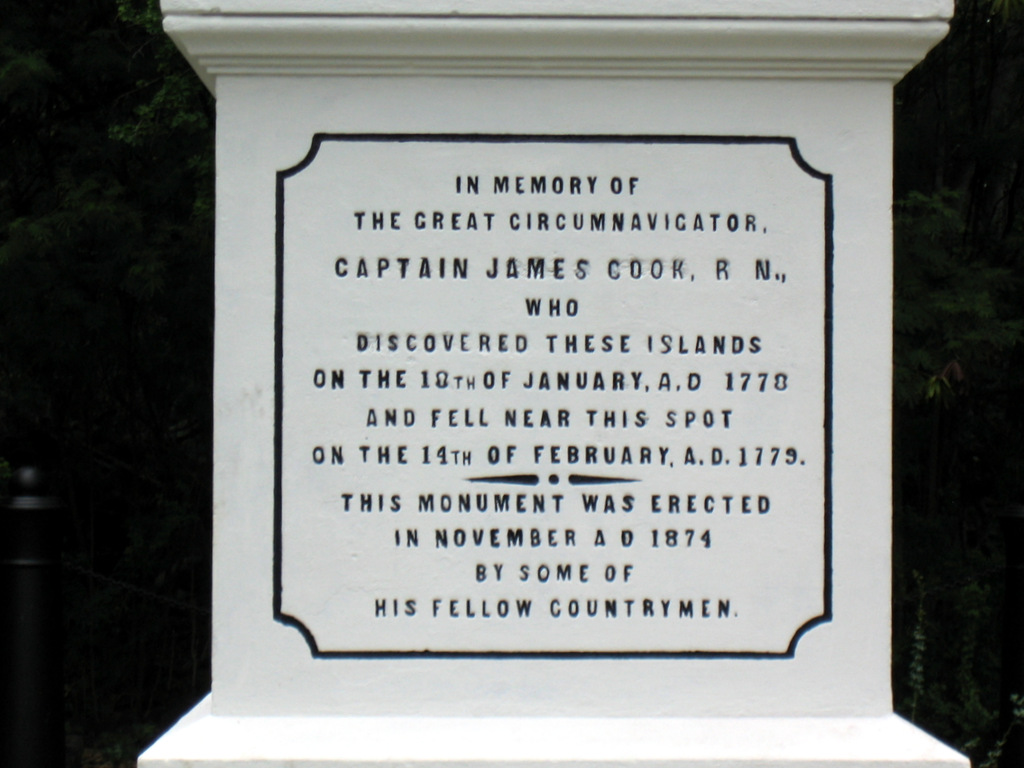 IN MEMORY OF
THE GREAT CIRCUMNAVIGATOR,
CAPTAIN JAMES COOK, R N.,
WHO
DISCOVERED THESE ISLANDS
ON THE 18TH OF JANUARY, A.D 1778
AND FELL NEAR THIS SPOT
ON THE 14TH OF FEBRUARY, A.D. 1779.
THIS MONUMENT WAS ERECTED
IN NOVEMBER A D 1874
BY SOME OF
HIS FELLOW COUNTRYMEN.